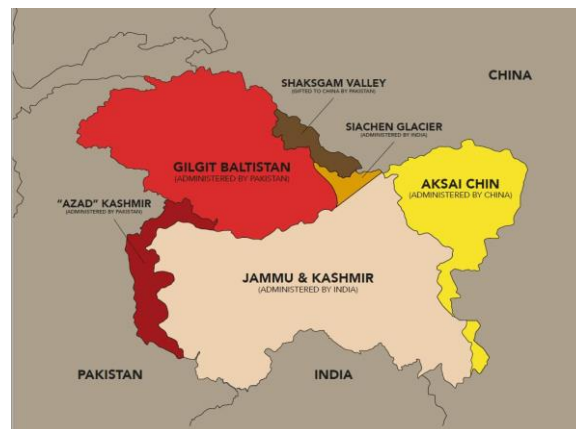 SHAKSGAM VALLEY
(GIFTED TO CHINA BY PAKISTAN)
CHINA
SIACHEN GLACIER
(ADMINISTERED BY INDIA)
GILGIT BALTISTAN
(ADMINISTERED BY PAKISTAN)
AKSAI CHIN
(ADMINISTERED BY CHINA)
“AZAD” KASHMIR
(ADMINISTERED BY PAKISTAN)
JAMMU & KASHMIR
(ADMINISTERED BY INDIA)
PAKISTAN
INDIA